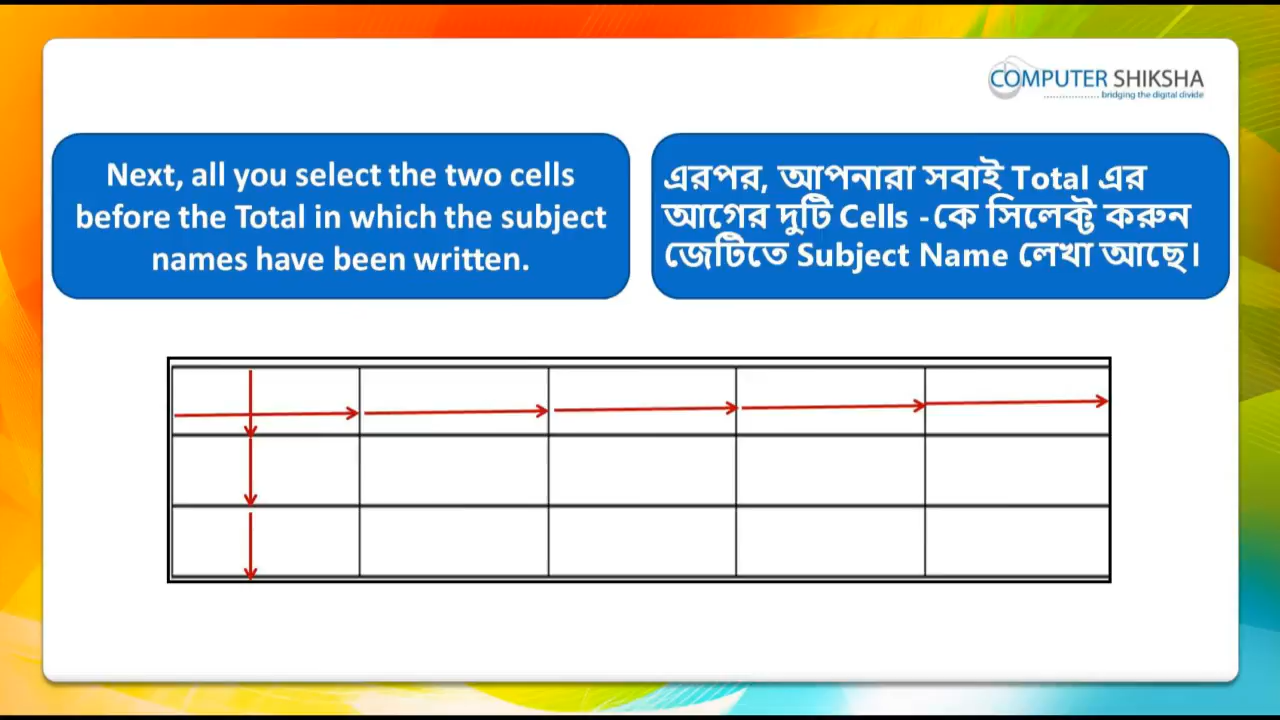 COMPUTER SHIKSHA
bridging the digital divide
Next, all you select the two cells
before the Total in which the subject
names have been written.
এরপর, আপনারা সবাই Total এর
আগের দুটি Cells -কে সিলেক্ট করুন
জেটিতে Subject Name লেখা আছে।